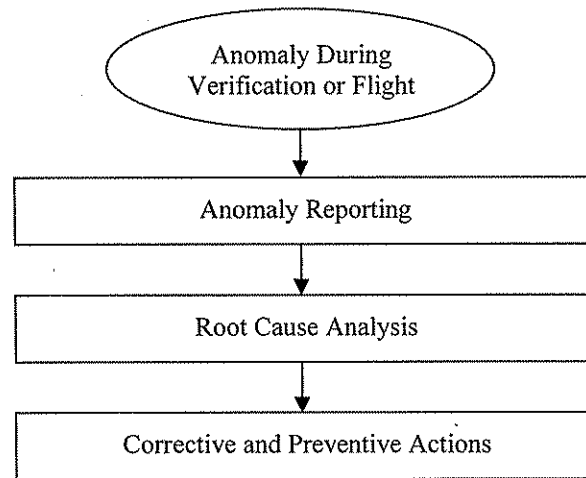 Anomaly During
Verification or Flight
Anomaly Reporting
Root Cause Analysis
Corrective and Preventive Actions